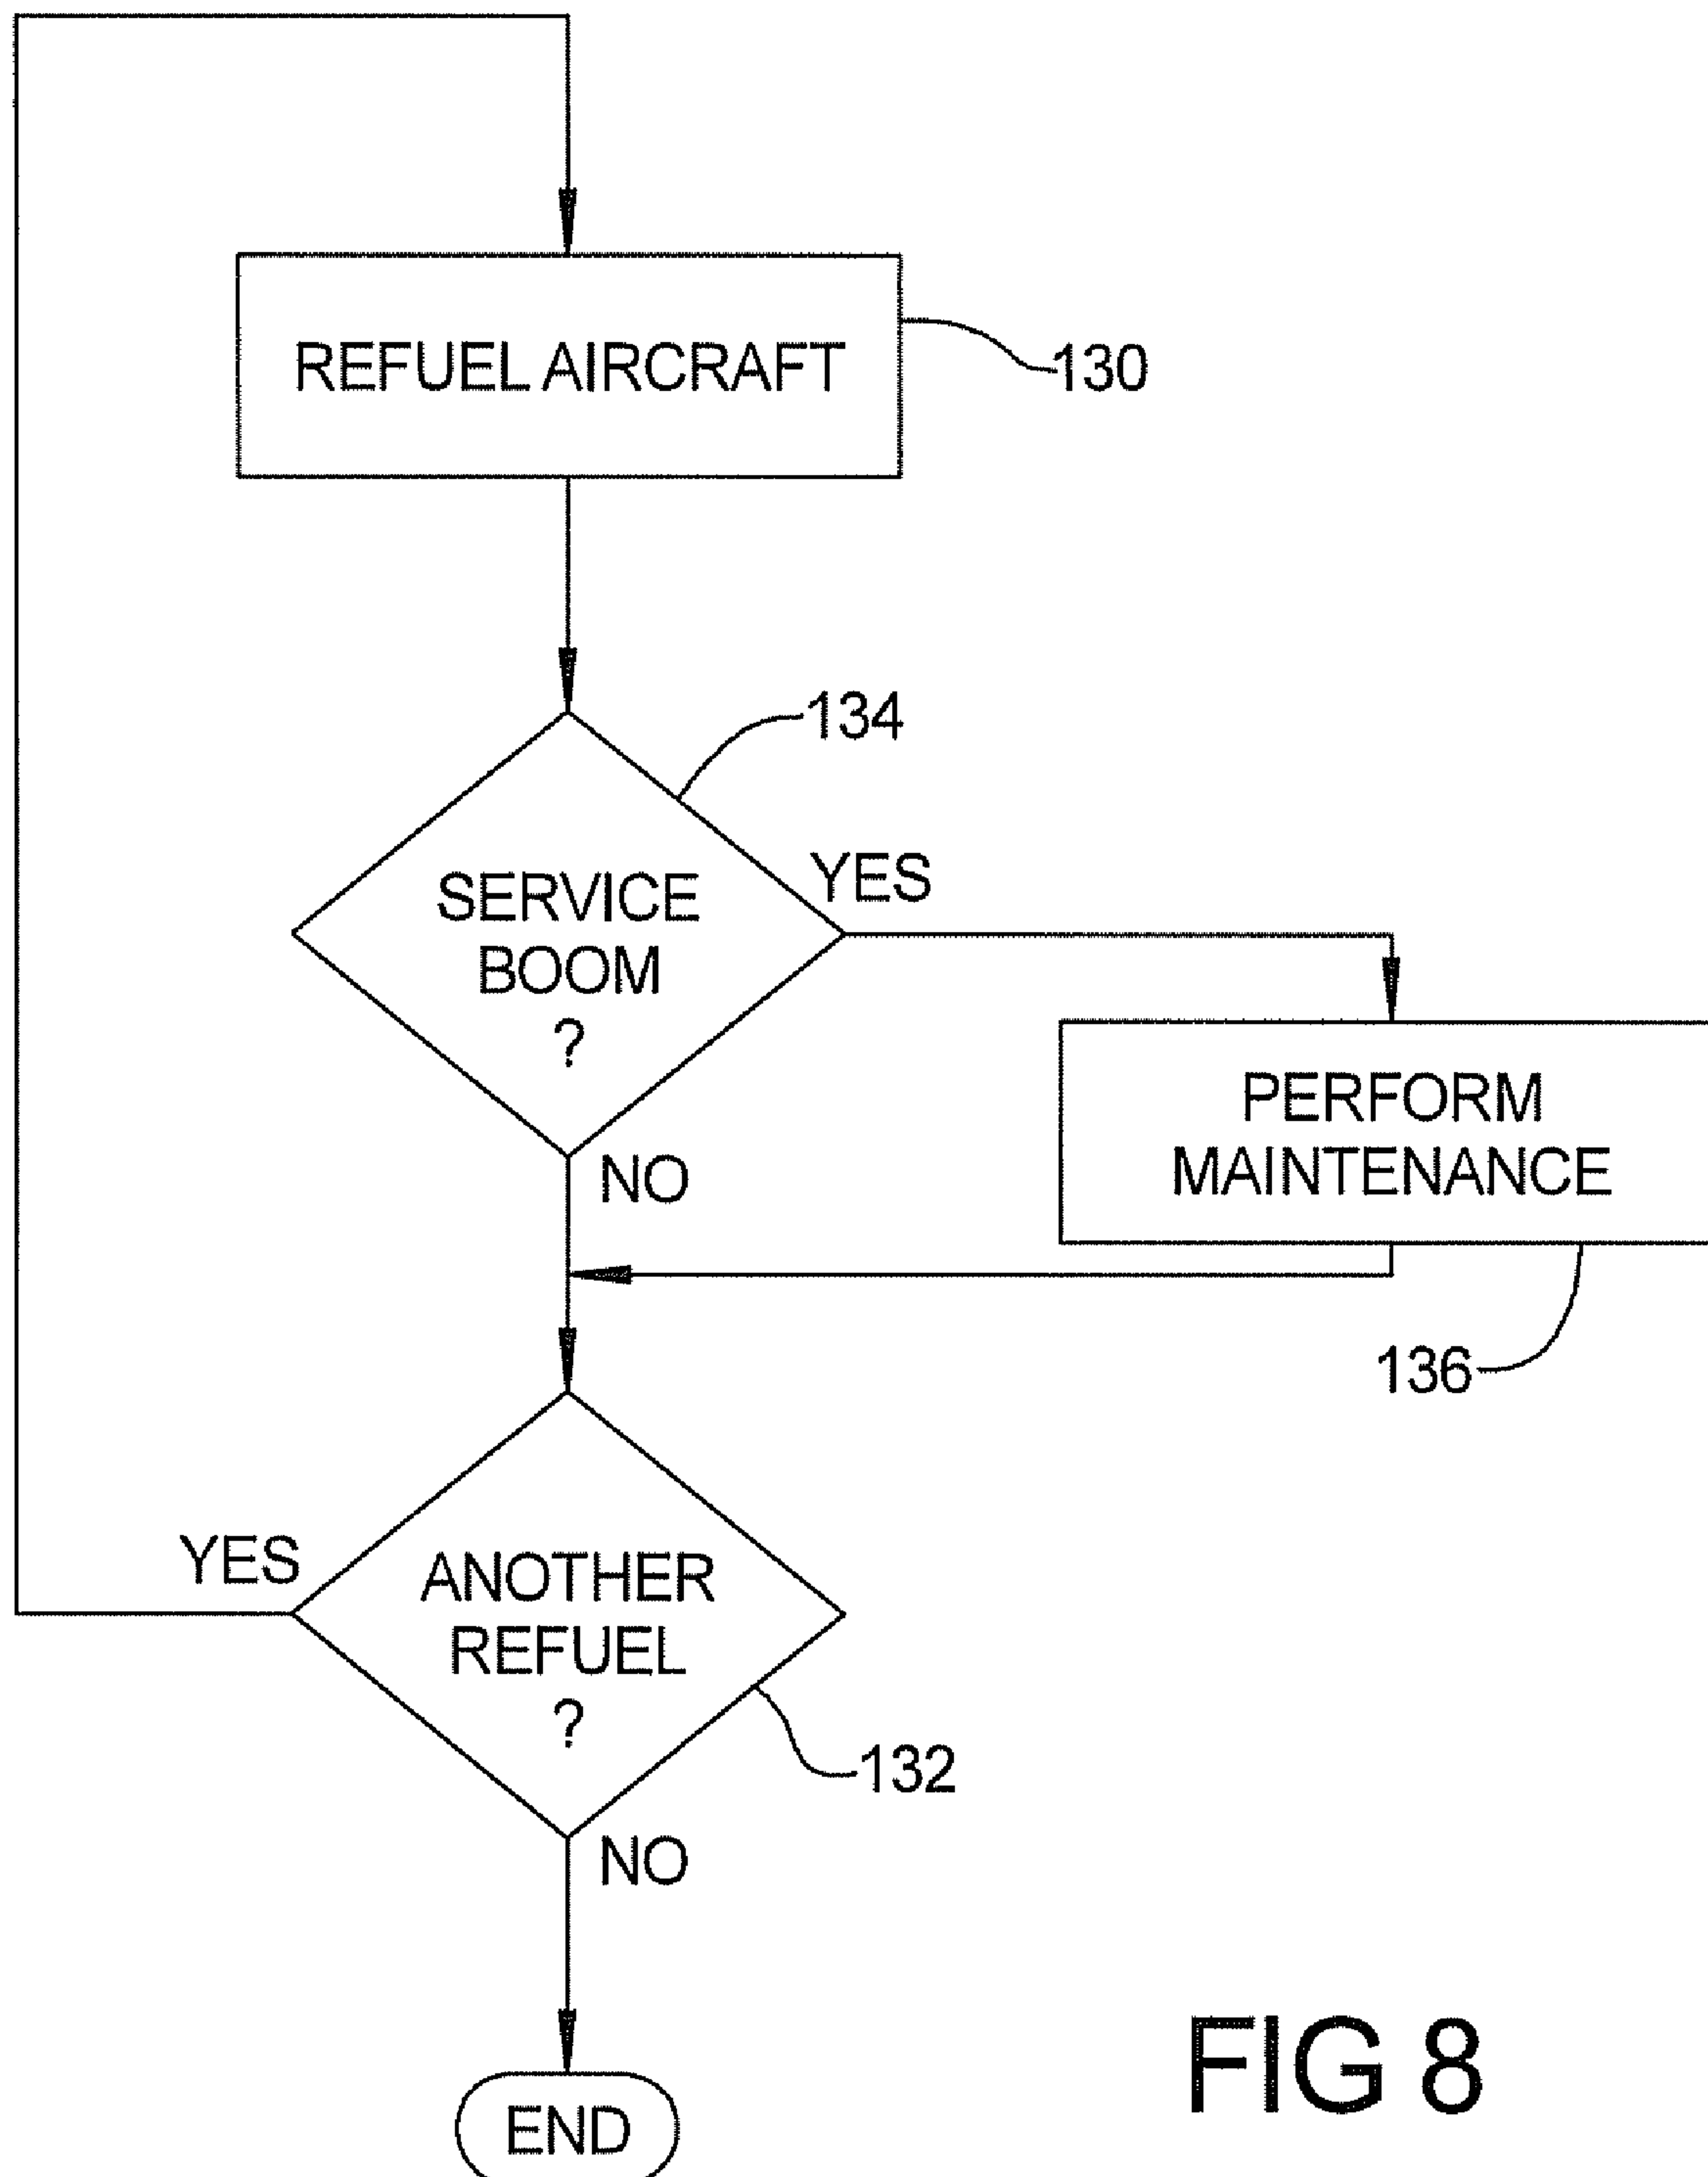 REFUEL AIRCRAFT
130
134
SERVICE
BOOM
?
YES
NO
PERFORM
MAINTENANCE
136
YES
ANOTHER
REFUEL
?
132
NO
END
FIG 8